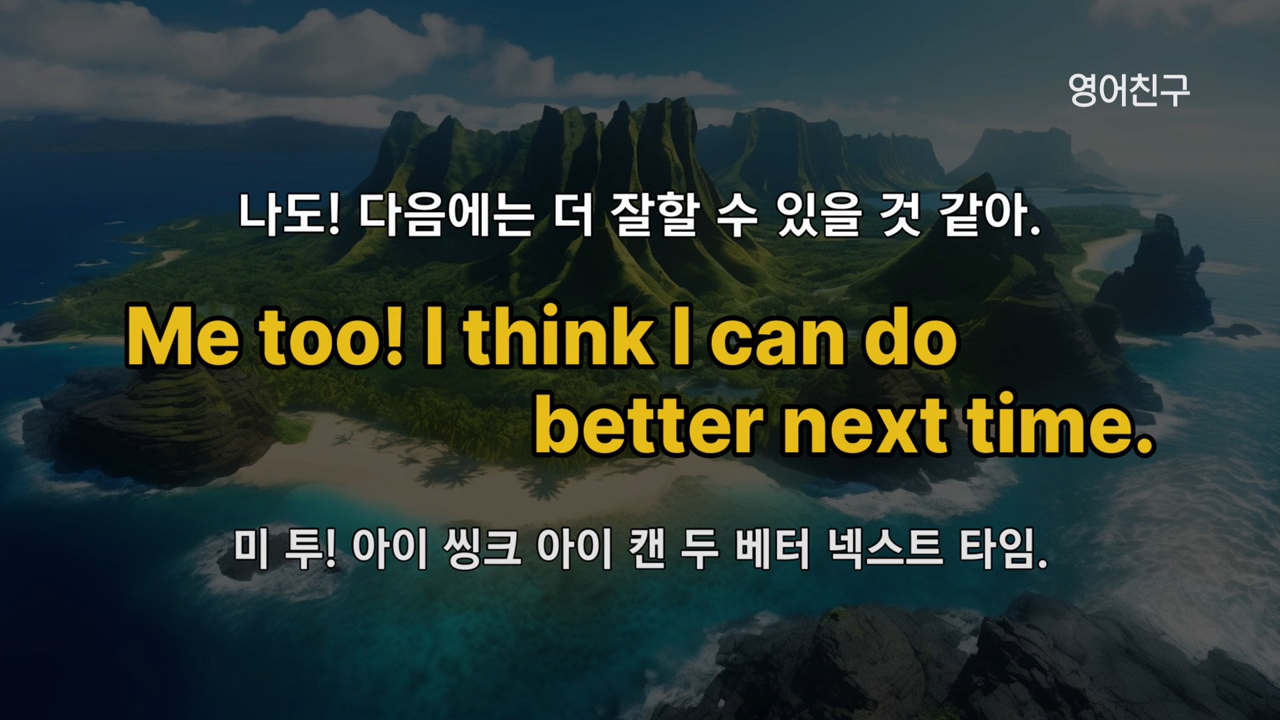 영어친구
나도! 다음에는 더 잘할 수 있을 것 같아.
Me too! I think I can do
better next time.
미 투! 아이 씽크 아이 캔 두 베터 넥스트 타임.